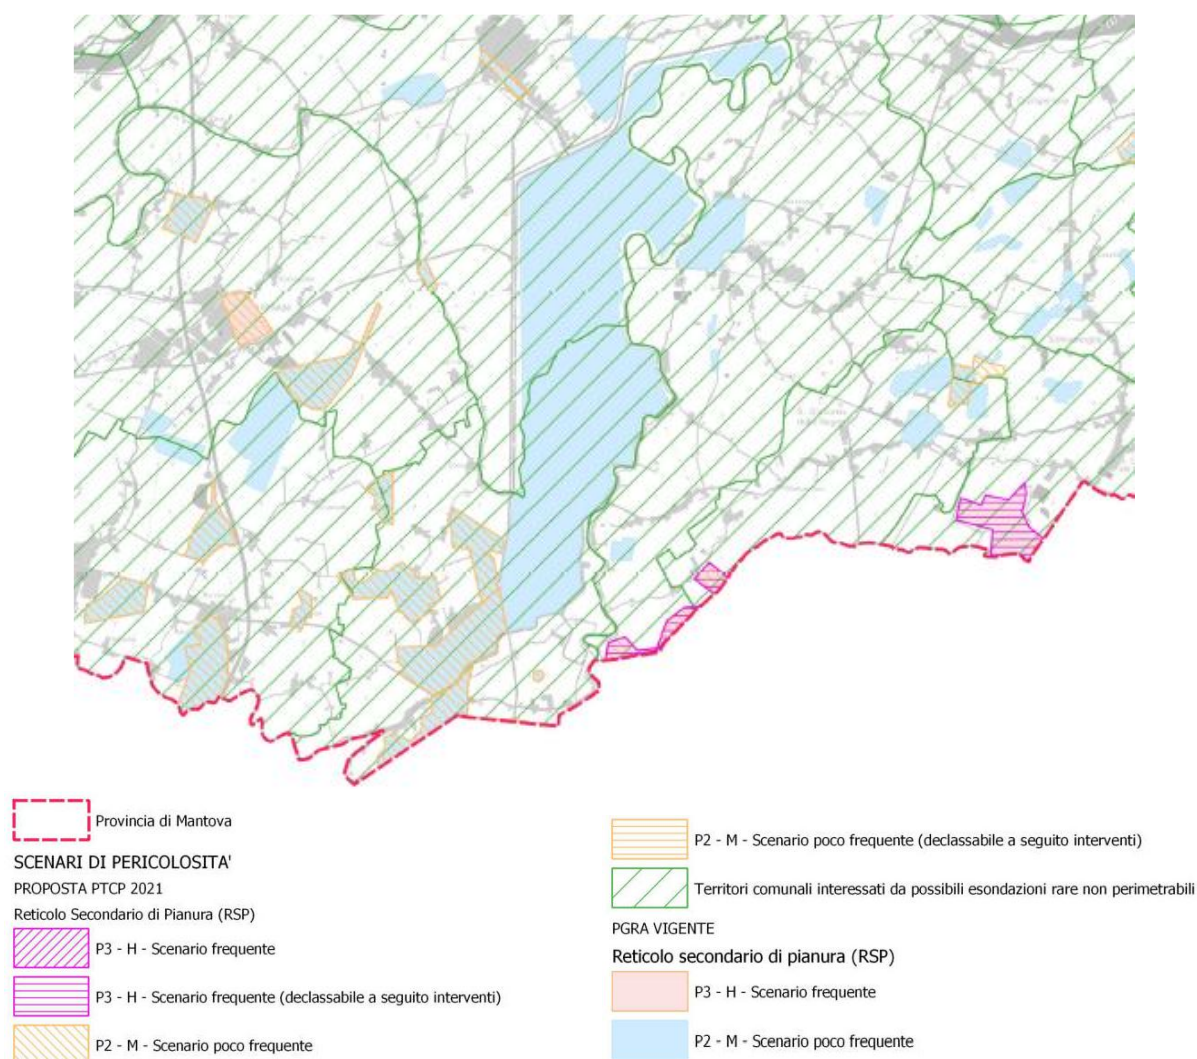 Provincia di Mantova
SCENARI DI PERICOLOSITA'
PROPOSTA PTCP 2021
Reticolo Secondario di Pianura (RSP)
P3 - H - Scenario frequente
P3 - H - Scenario frequente (declassabile a seguito interventi)
P2 - M - Scenario poco frequente
P2 - M - Scenario poco frequente (declassabile a seguito interventi)
Territori comunali interessati da possibili esondazioni rare non perimetrabili
PGRA VIGENTE
Reticolo secondario di pianura (RSP)
P3 - H - Scenario frequente
P2 - M - Scenario poco frequente